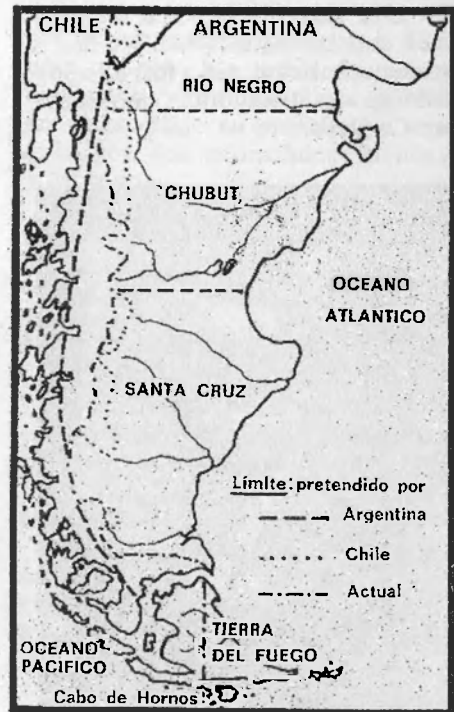 CHILE
ARGENTINA
RIO NEGRO
CHUBUT
OCEANO
ATLANTICO
SANTA CRUZ
Límite: pretendido por
Argentina
Chile
Actual
TIERRA
DEL FUEGO
OCEANO
PACIFICO
Cabo de Hornos